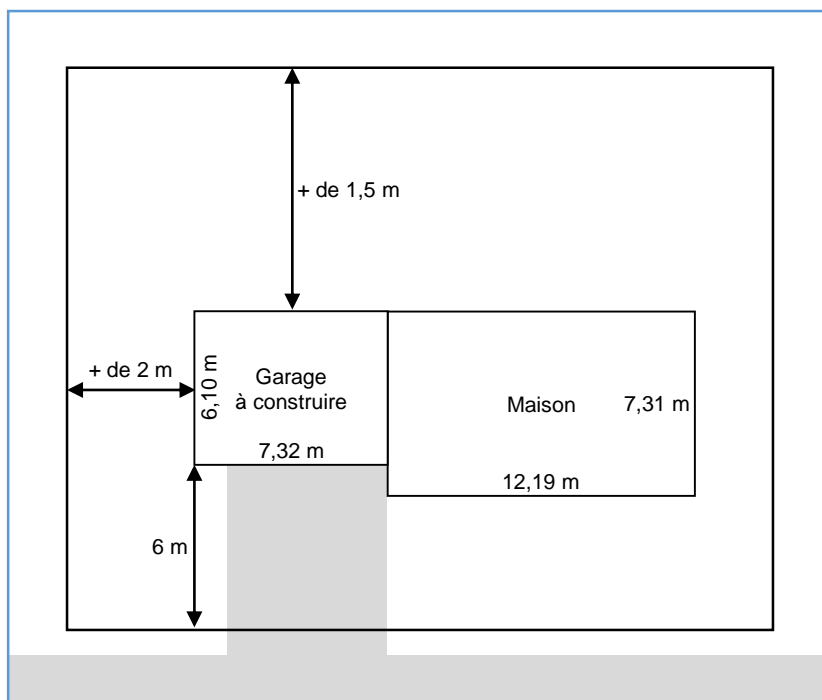 + de 1,5 m
+ de 2 m
6,10 m
Garage
à construire
7,32 m
Maison
7,31 m
12,19 m
6 m